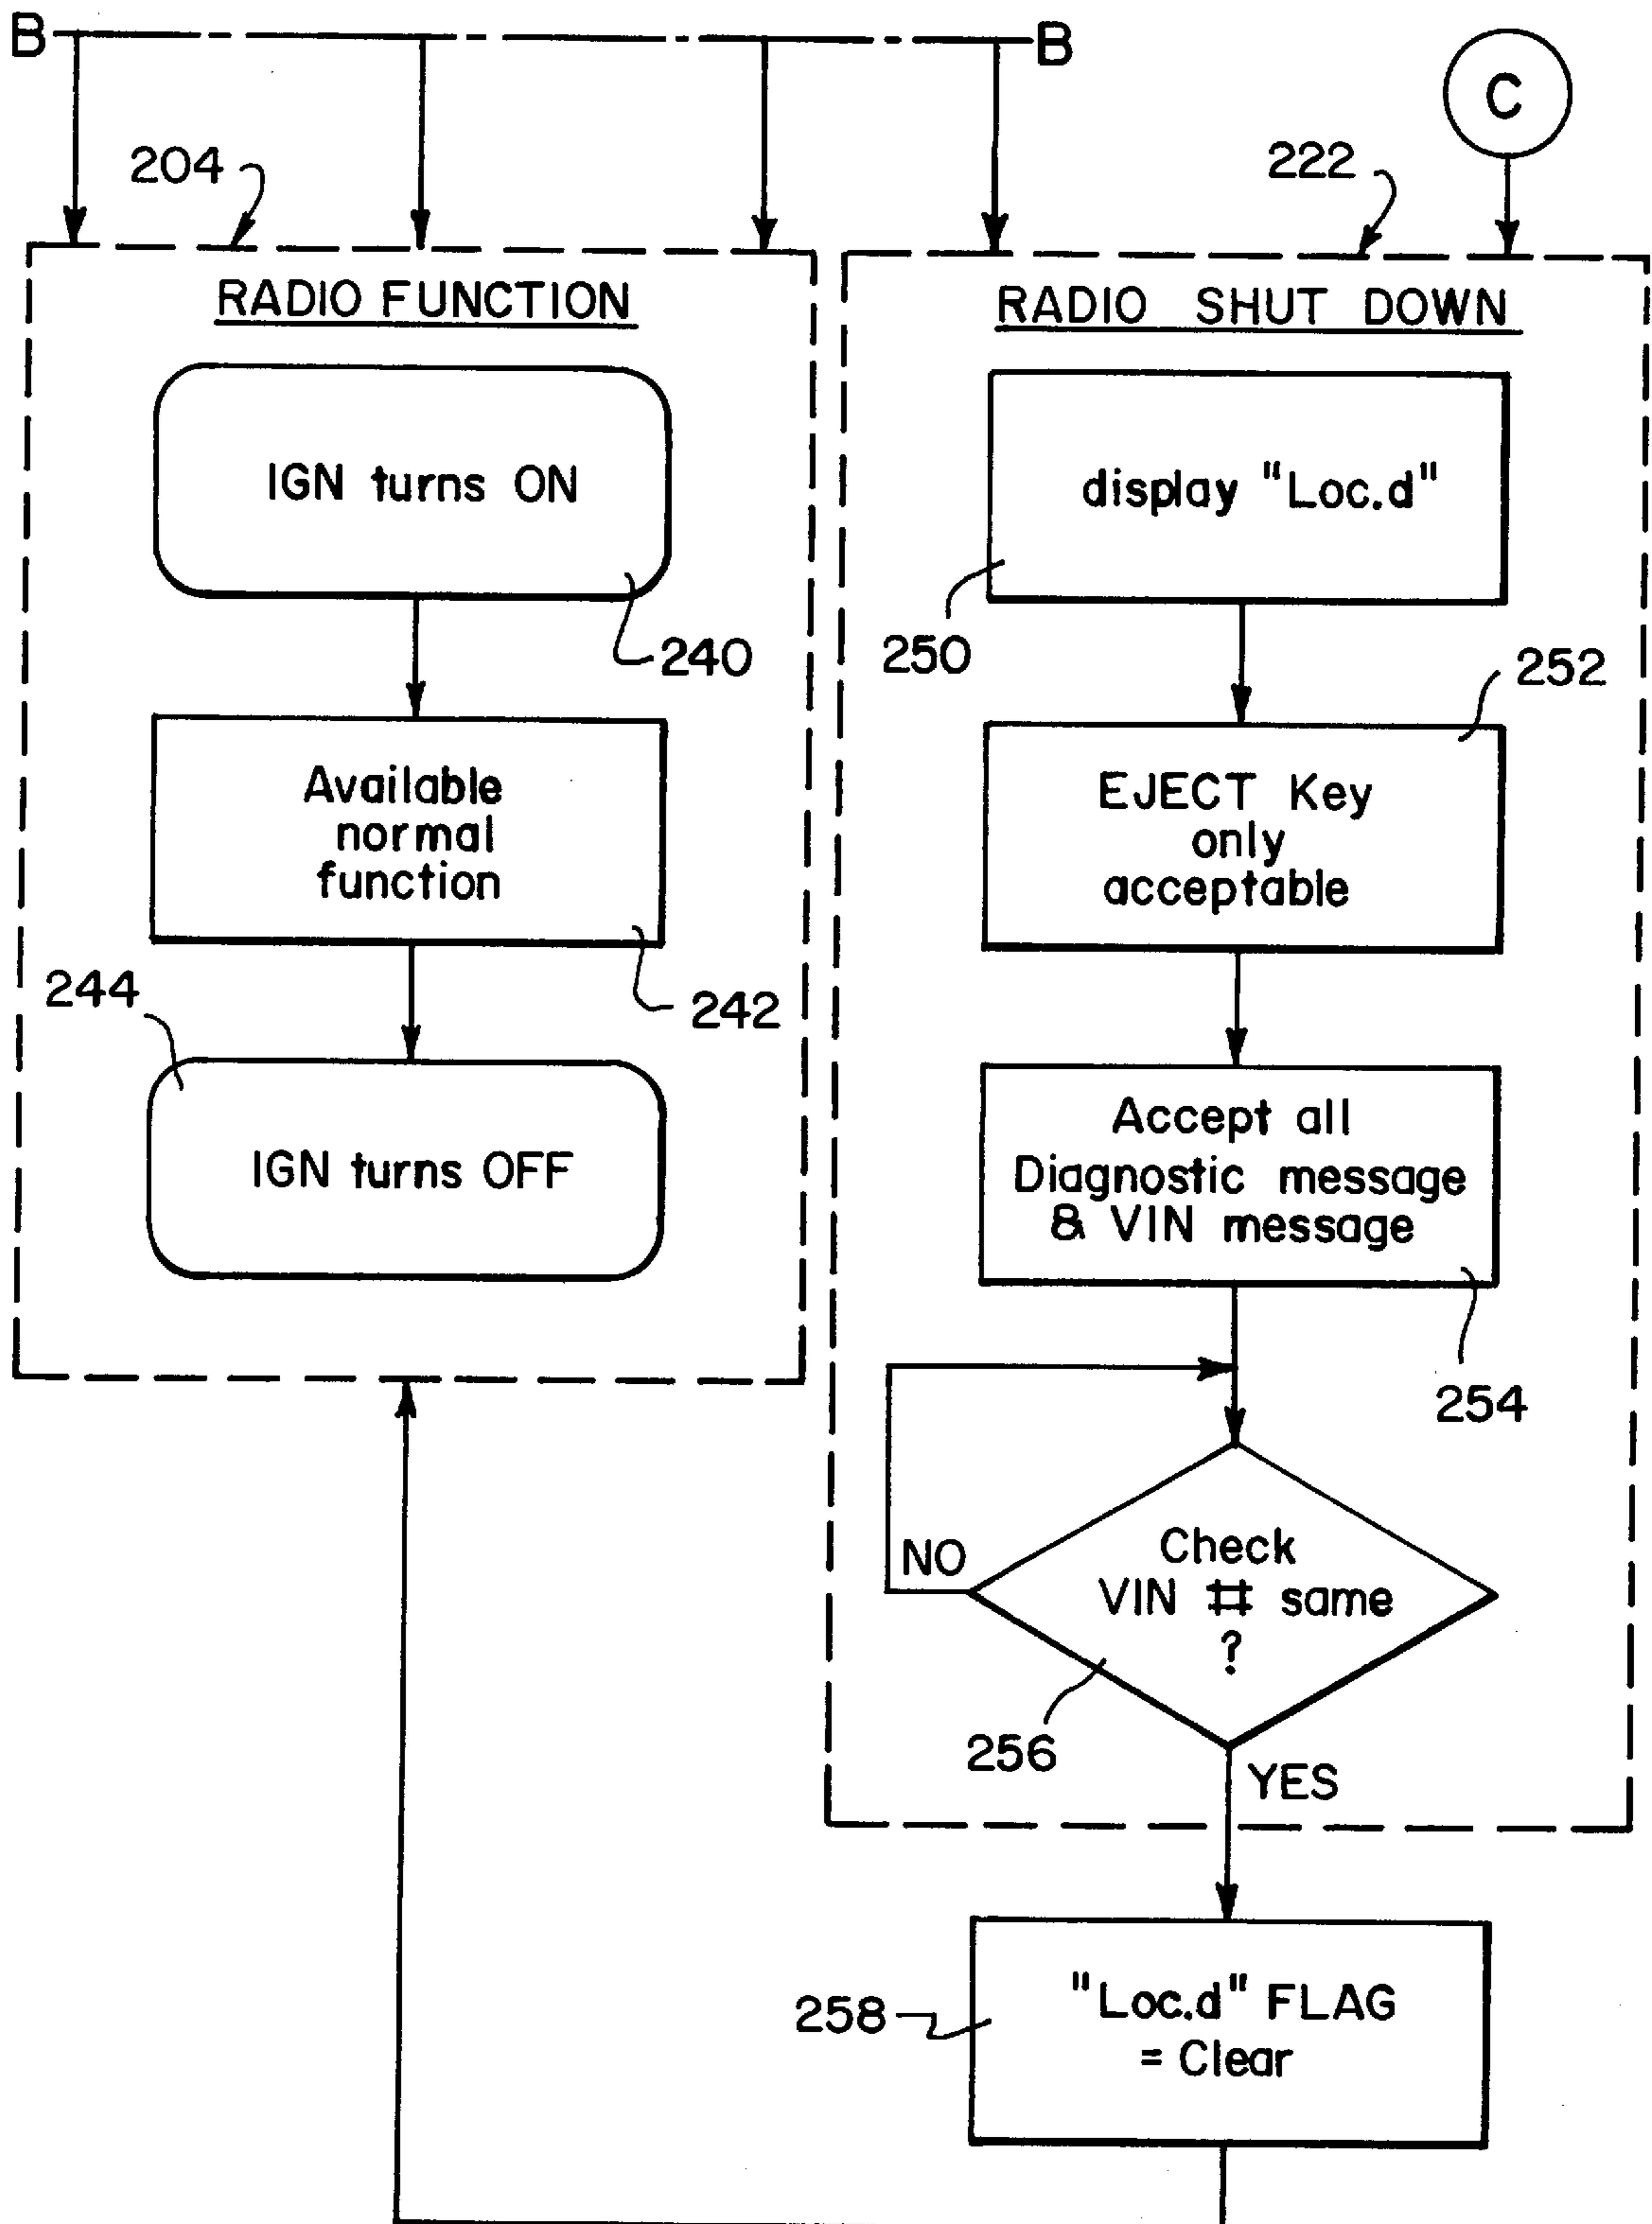 B
B
C
204
222
RADIO FUNCTION
IGN turns ON
240
Available
normal
function
242
244
IGN turns OFF
RADIO SHUT DOWN
display "Loc.d"
250
252
EJECT Key
only
acceptable
Accept all
Diagnostic message
& VIN message
254
NO
Check
VIN # same
?
256
YES
258
"Loc.d" FLAG
= Clear